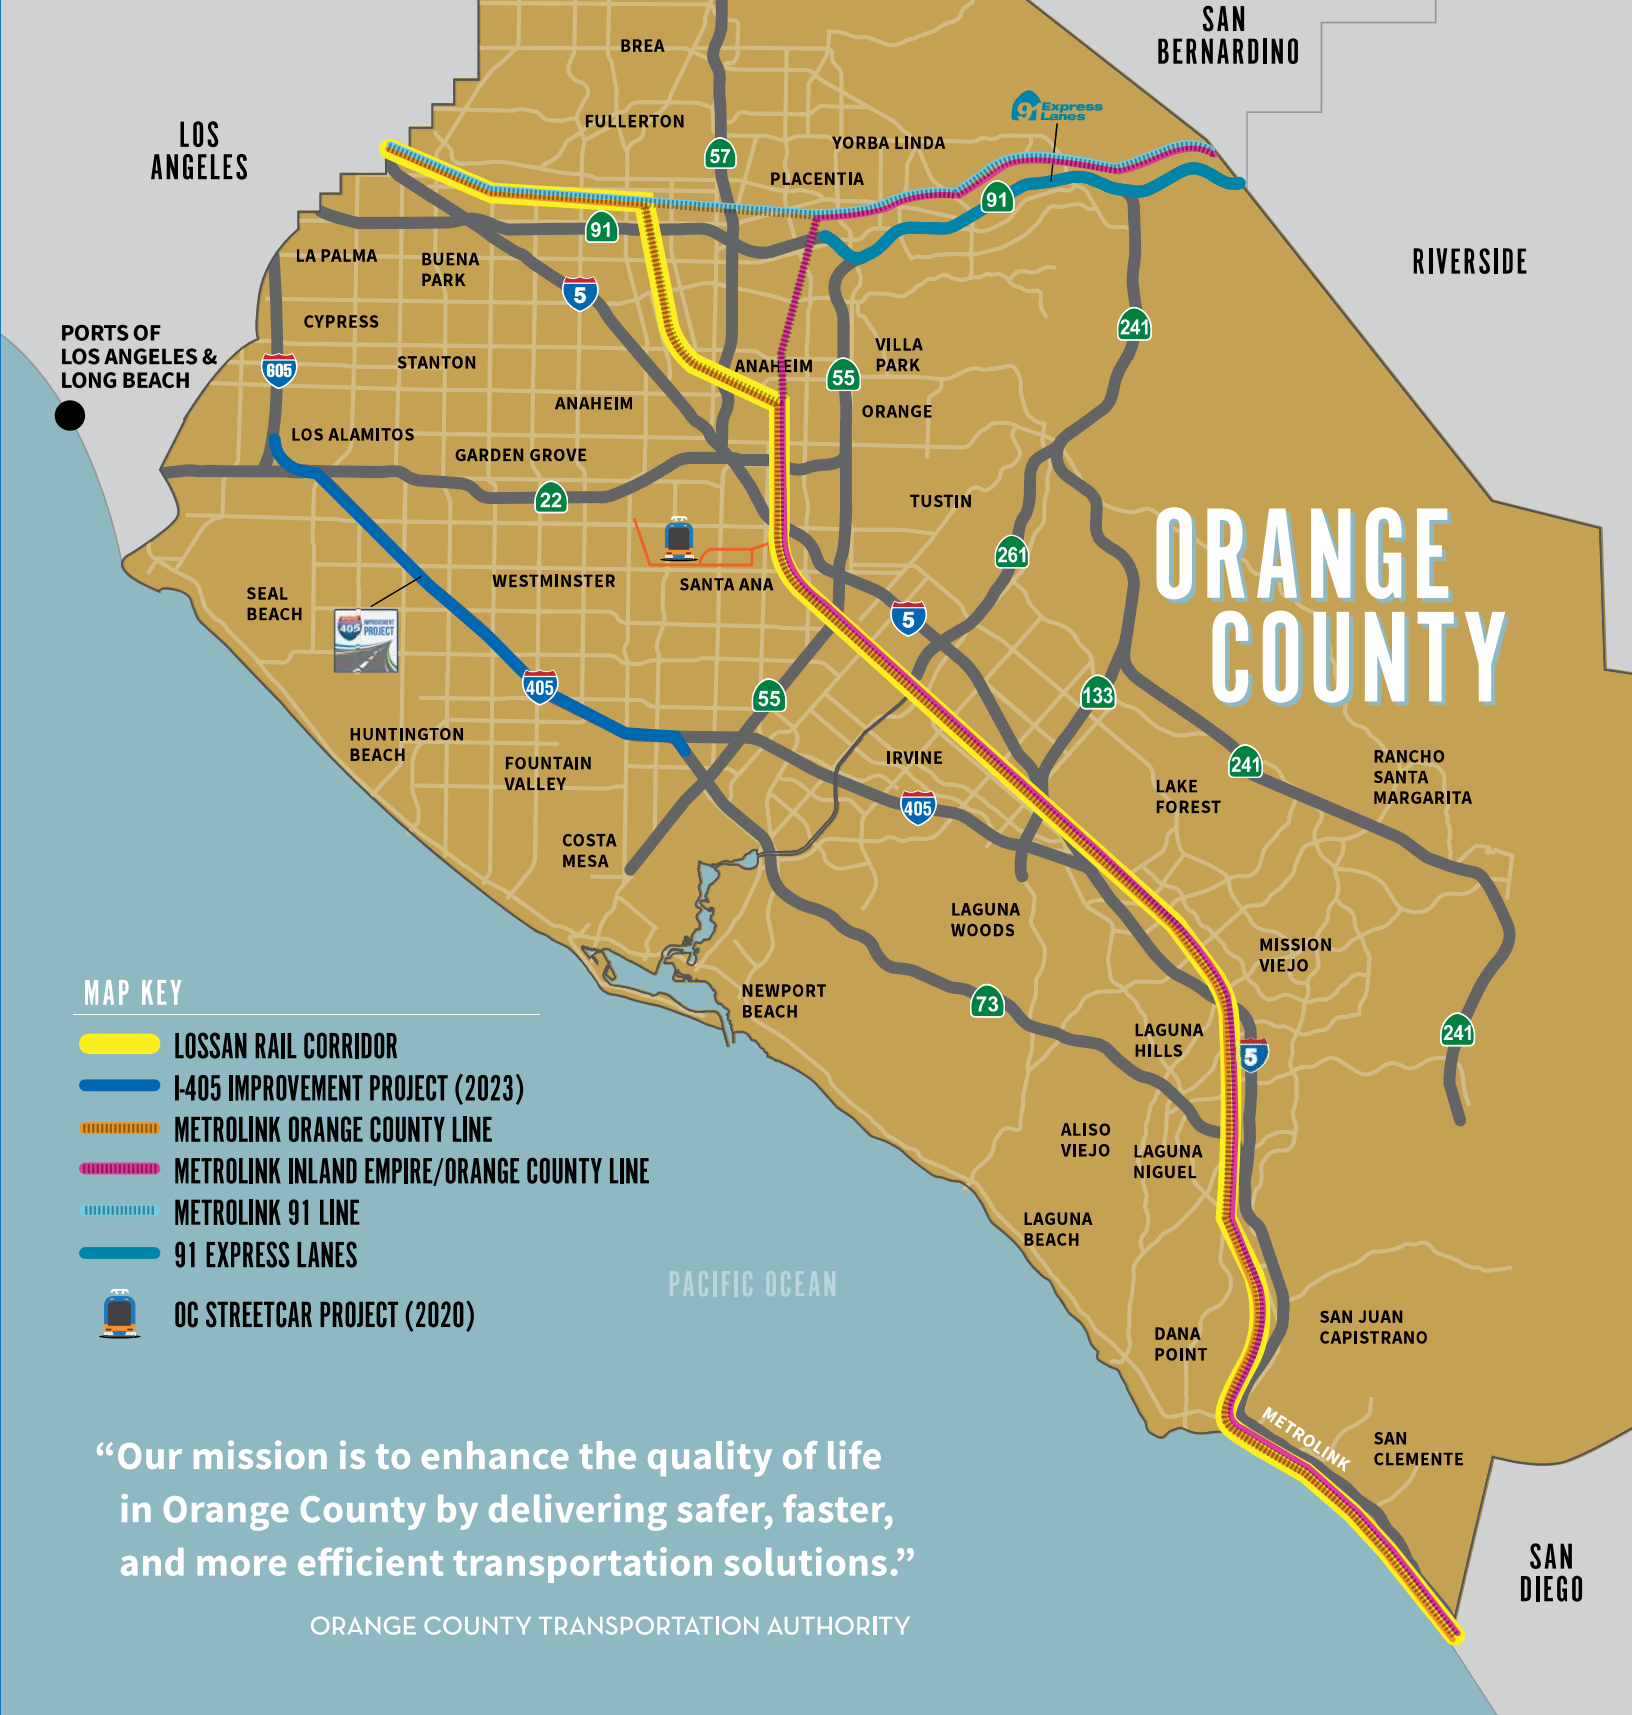 SAN
BERNARDINO
BREA
LOS
ANGELES
FULLERTON
91 Express
Lanes
57
YORBA LINDA
PLACENTIA
91
91
LA PALMA
BUENA
PARK
RIVERSIDE
5
CYPRESS
241
PORTS OF
LOS ANGELES &
LONG BEACH
STANTON
605
VILLA
PARK
ANAHEIM
55
ANAHEIM
ORANGE
LOS ALAMITOS
GARDEN GROVE
22
TUSTIN
ORANGE
COUNTY
261
WESTMINSTER
SANTA ANA
SEAL
BEACH
405
IMPROVEMENT
PROJECT
5
405
55
133
HUNTINGTON
BEACH
FOUNTAIN
VALLEY
IRVINE
241
RANCHO
SANTA
MARGARITA
LAKE
FOREST
405
COSTA
MESA
LAGUNA
WOODS
MISSION
VIEJO
NEWPORT
BEACH
73
LAGUNA
HILLS
5
241
ALISO
VIEJO
LAGUNA
NIGUEL
LAGUNA
BEACH
PACIFIC OCEAN
DANA
POINT
SAN JUAN
CAPISTRANO
METROLINK
SAN
CLEMENTE
SAN
DIEGO
MAP KEY
LOSSAN RAIL CORRIDOR
I-405 IMPROVEMENT PROJECT (2023)
METROLINK ORANGE COUNTY LINE
METROLINK INLAND EMPIRE/ORANGE COUNTY LINE
METROLINK 91 LINE
91 EXPRESS LANES
OC STREETCAR PROJECT (2020)
“Our mission is to enhance the quality of life
in Orange County by delivering safer, faster,
and more efficient transportation solutions.”
ORANGE COUNTY TRANSPORTATION AUTHORITY